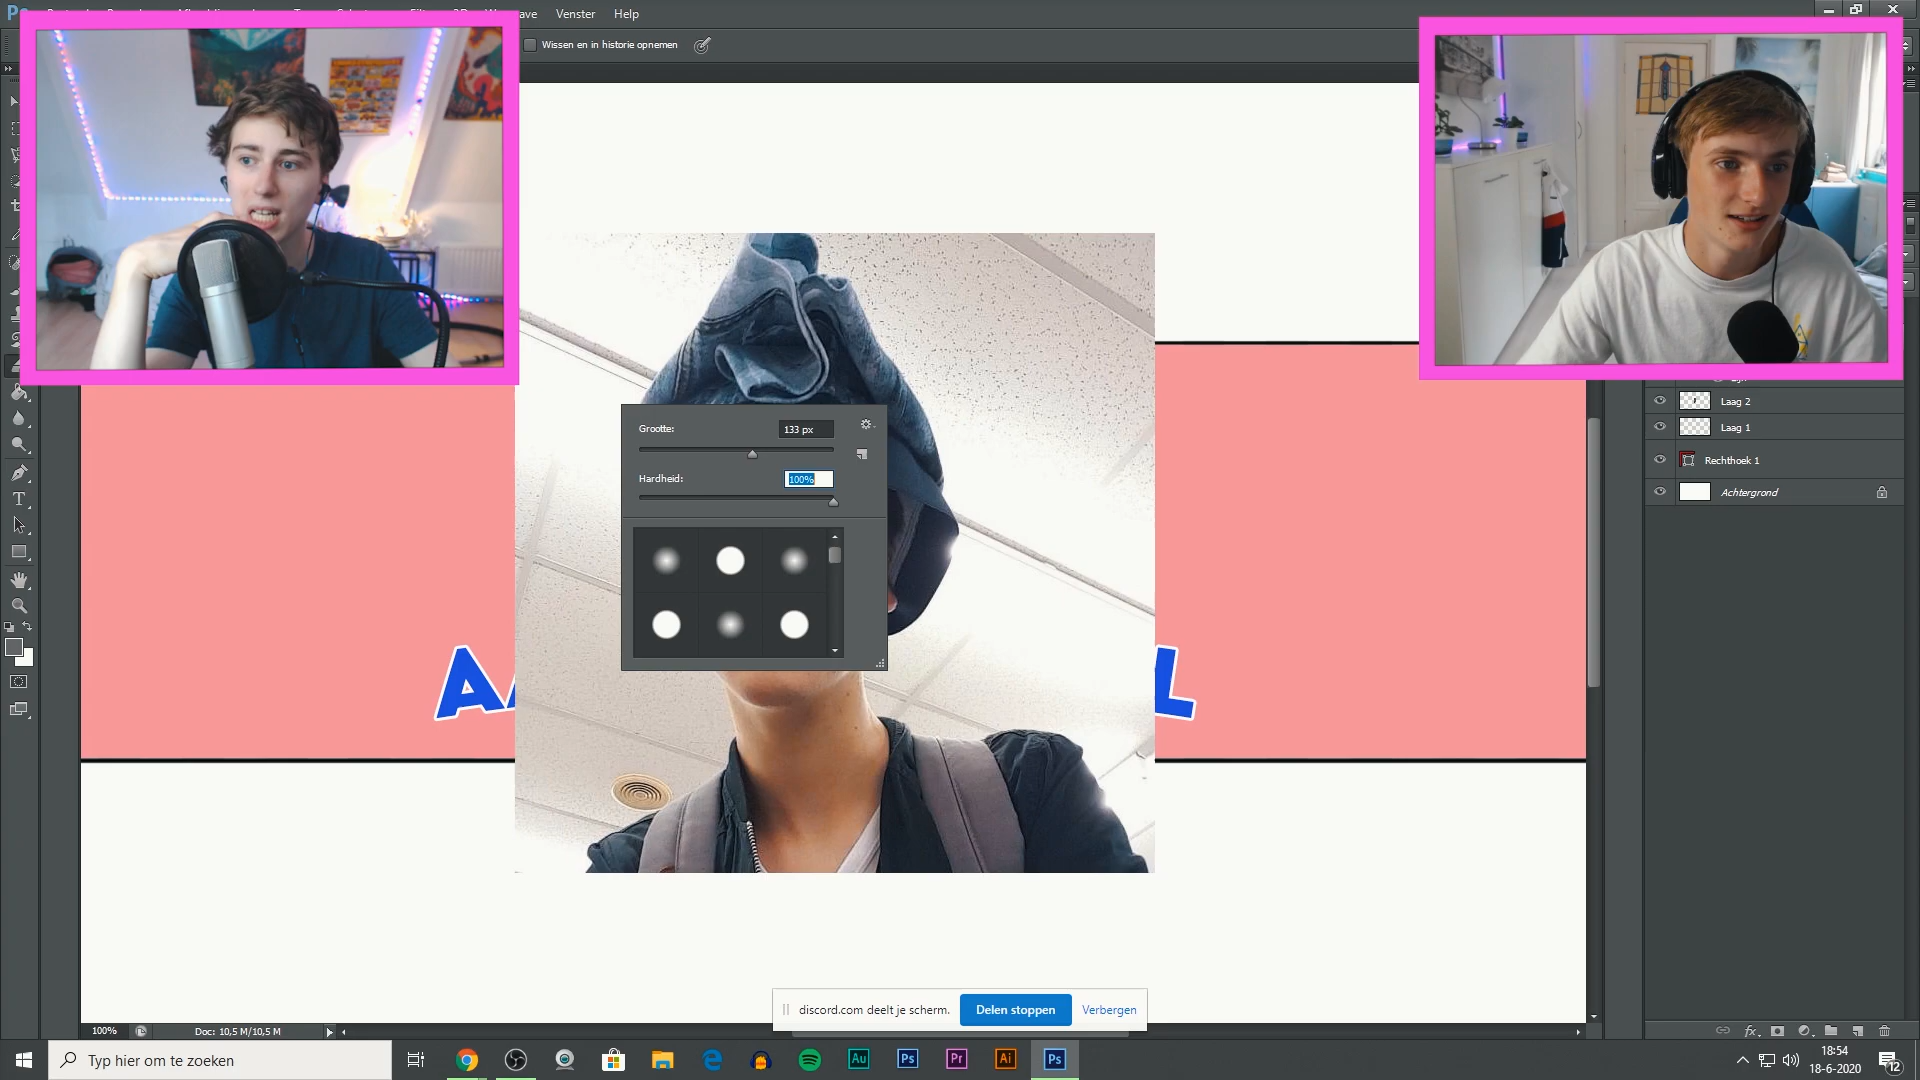 Venster
Help
Wissen en in historie opnemen
Grootte:
133 px
Hardheid:
100%
Laag 2
Laag 1
Rechthoek 1
Achtergrond
L
100%
Doc: 10,5 M/10,5 M
discord.com deelt je scherm.
Delen stoppen
Verbergen
Typ hier om te zoeken
Au
Ps
Pr
Ai
Ps
18:54
18-6-2020
12